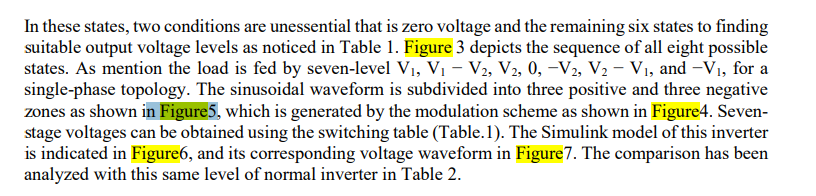 In these states, two conditions are unessential that is zero voltage and the remaining six states to finding
suitable output voltage levels as noticed in Table 1. Figure 3 depicts the sequence of all eight possible
states. As mention the load is fed by seven-level V₁, V₁ − V₂, V₂, 0, −V₂, V₂ − V₁, and −V₁, for a
single-phase topology. The sinusoidal waveform is subdivided into three positive and three negative
zones as shown in Figure5, which is generated by the modulation scheme as shown in Figure4. Seven-
stage voltages can be obtained using the switching table (Table.1). The Simulink model of this inverter
is indicated in Figure6, and its corresponding voltage waveform in Figure7. The comparison has been
analyzed with this same level of normal inverter in Table 2.